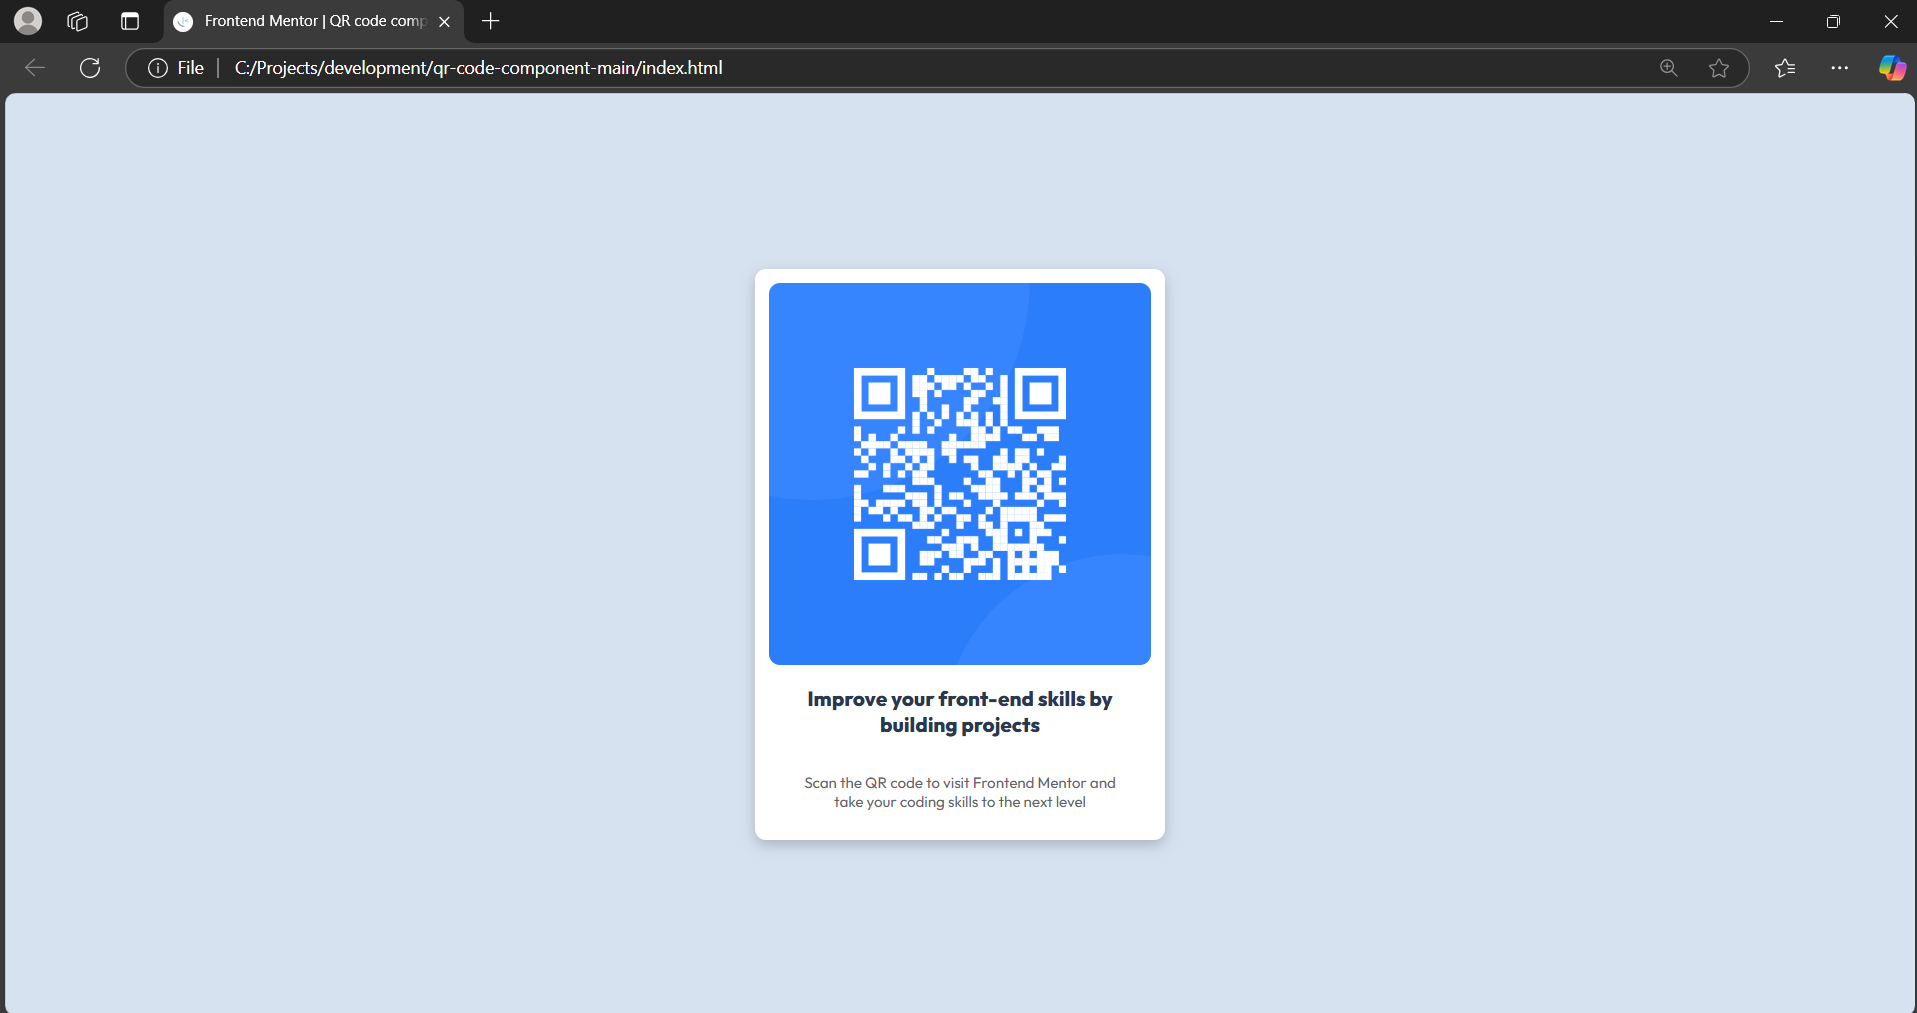 Frontend Mentor | QR code comp
File
C:/Projects/development/qr-code-component-main/index.html
Improve your front-end skills by
building projects
Scan the QR code to visit Frontend Mentor and
take your coding skills to the next level